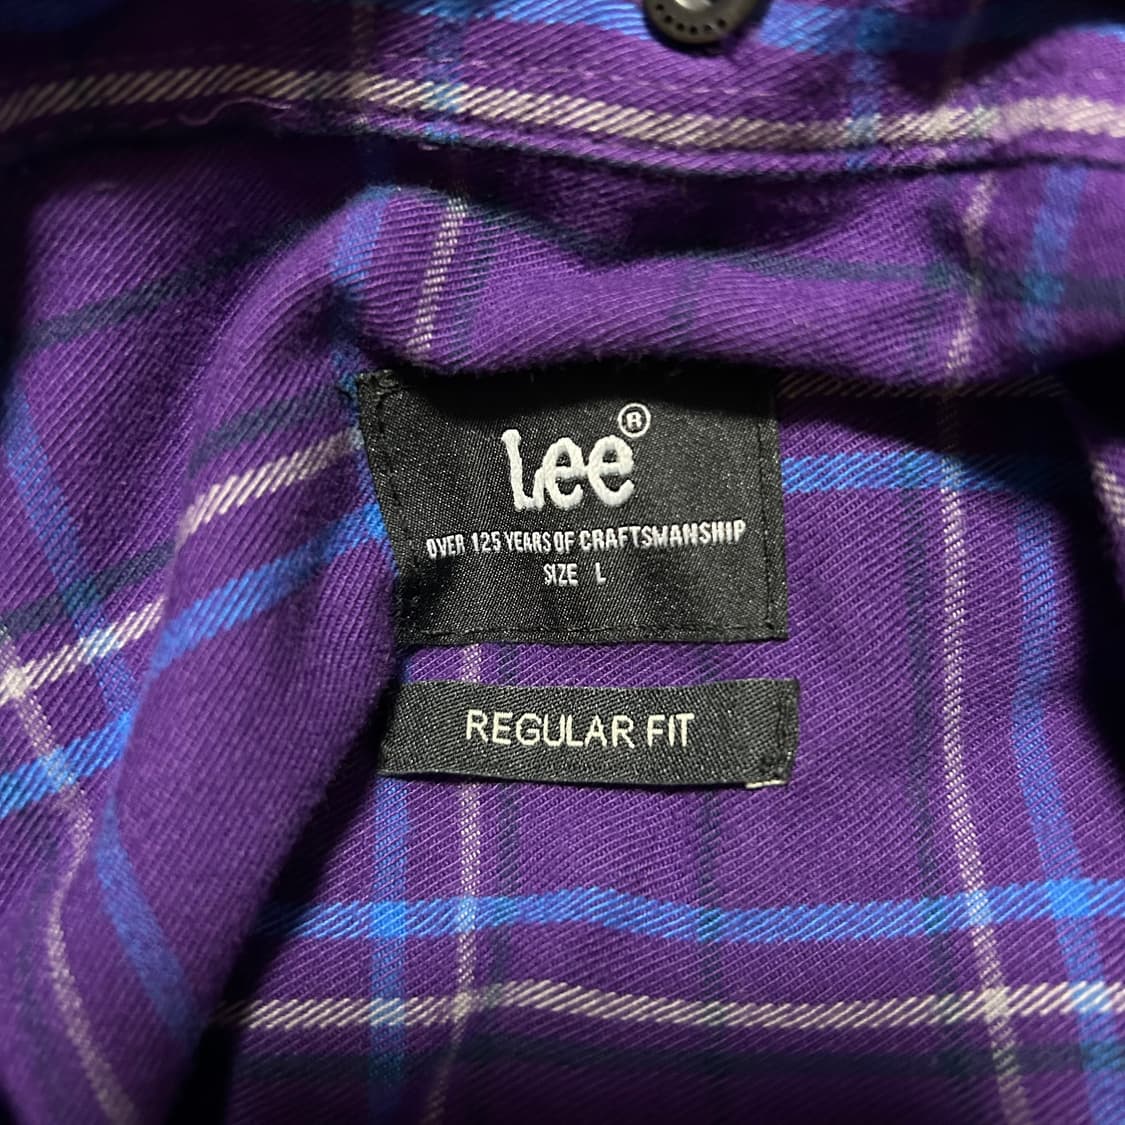 Lee®
OVER 125 YEARS OF CRAFTSMANSHIP
SIZE L
REGULAR FIT